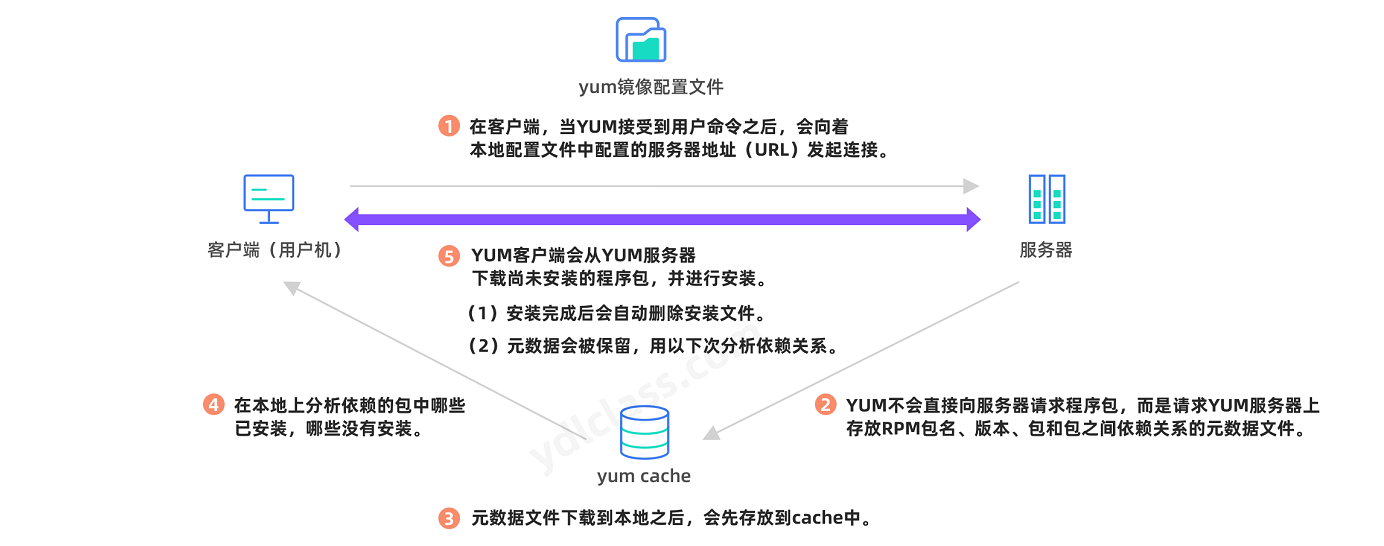 yum镜像配置文件
1 在客户端，当YUM接受到用户命令之后，会向着
本地配置文件中配置的服务器地址（URL）发起连接。
客户端（用户机）
服务器
5 YUM客户端会从YUM服务器
下载尚未安装的程序包，并进行安装。
（1）安装完成后会自动删除安装文件。
（2）元数据会被保留，用以下次分析依赖关系。
4 在本地上分析依赖的包中哪些
已安装，哪些没有安装。
2 YUM不会直接向服务器请求程序包，而是请求YUM服务器上
存放RPM包名、版本、包和包之间依赖关系的元数据文件。
yolclass.com
yum cache
3 元数据文件下载到本地之后，会先存放到cache中。